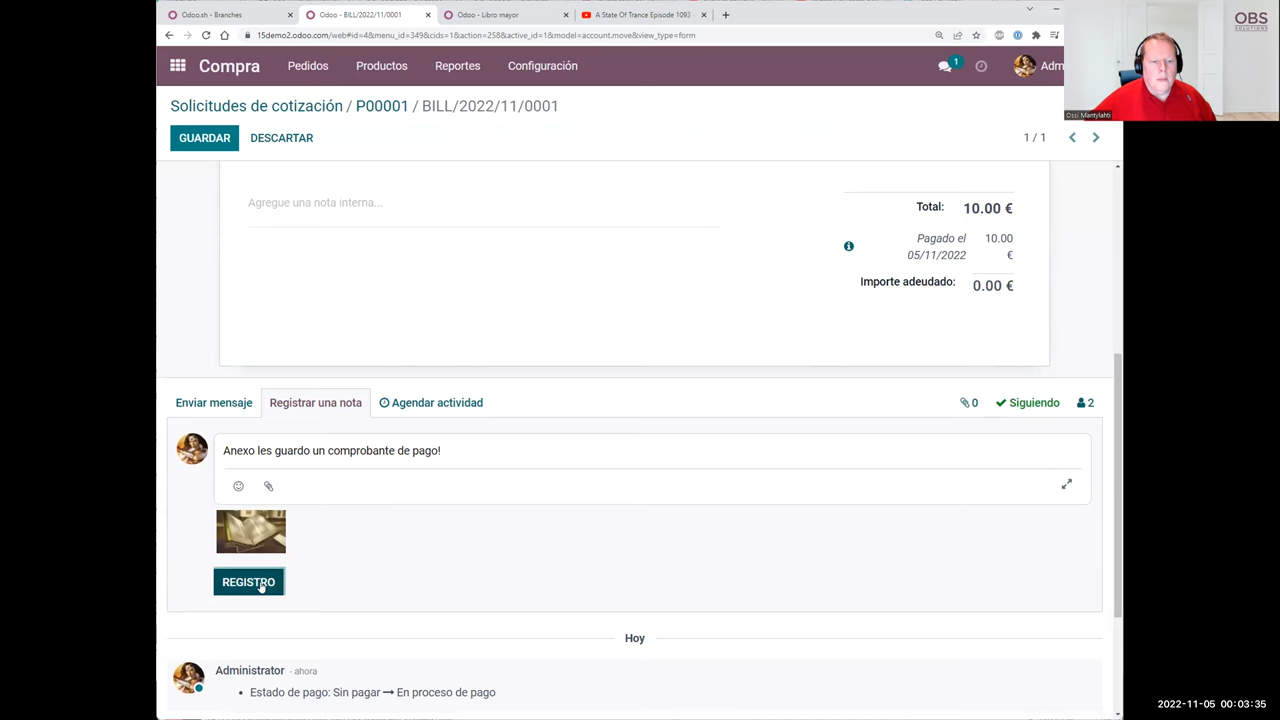 Odoo.sh - Branches
Odoo - BILL/2022/11/0001
Odoo - Libro mayor
A State Of Trance Episode 1093
15demo2.odoo.com/web#id=4&menu_id=349&cids=1&action=258&active_id=1&model=account.move&view_type=form
OBS
SOLUTIONS
Compra
Pedidos
Productos
Reportes
Configuración
1
Adm
Ossi Mäntylahti
Solicitudes de cotización / P00001 / BILL/2022/11/0001
GUARDAR
DESCARTAR
1 / 1
Agregue una nota interna...
Total: 10.00 €
Pagado el 10.00
05/11/2022 €
Importe adeudado: 0.00 €
Enviar mensaje
Registrar una nota
Agendar actividad
0
Siguiendo
2
Anexo les guardo un comprobante de pago!
REGISTRO
Hoy
Administrator - ahora
• Estado de pago: Sin pagar → En proceso de pago
2022-11-05 00:03:35